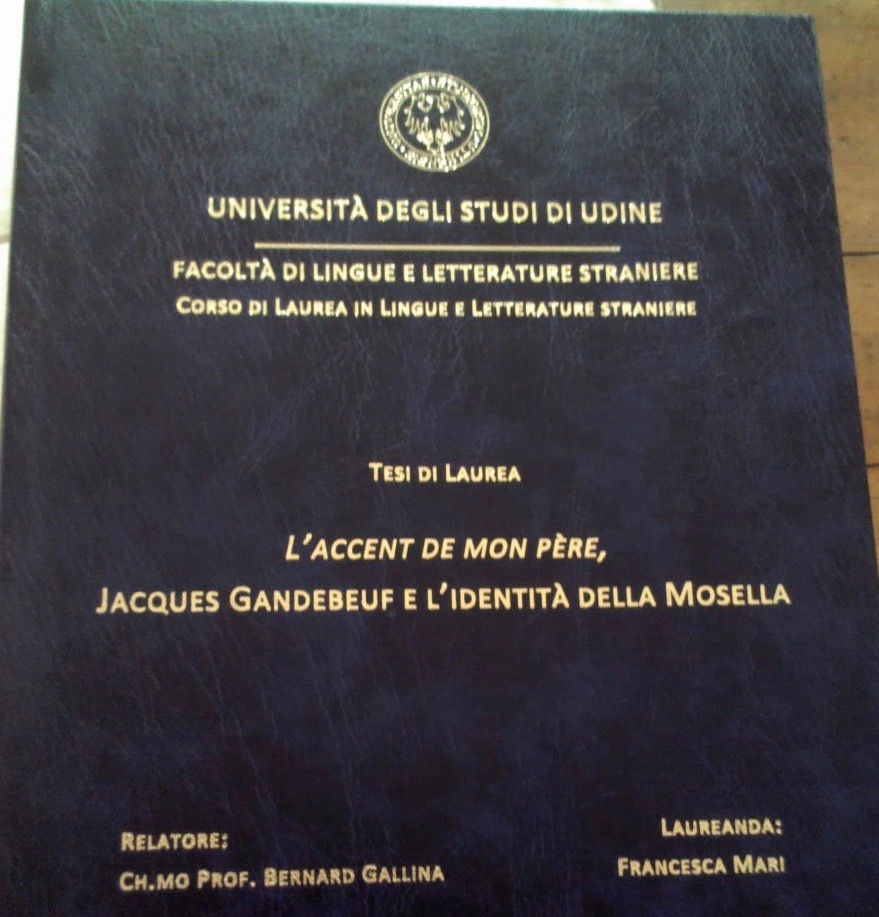 UNIVERSITÀ DEGLI STUDI DI UDINE
FACOLTÀ DI LINGUE E LETTERATURE STRANIERE
CORSO DI LAUREA IN LINGUE E LETTERATURE STRANIERE
TESI DI LAUREA
L'ACCENT DE MON PÈRE,
JACQUES GANDEBEUF E L'IDENTITÀ DELLA MOSELLA
RELATORE:
CH.MO PROF. BERNARD GALLINA
LAUREANDA:
FRANCESCA MARI